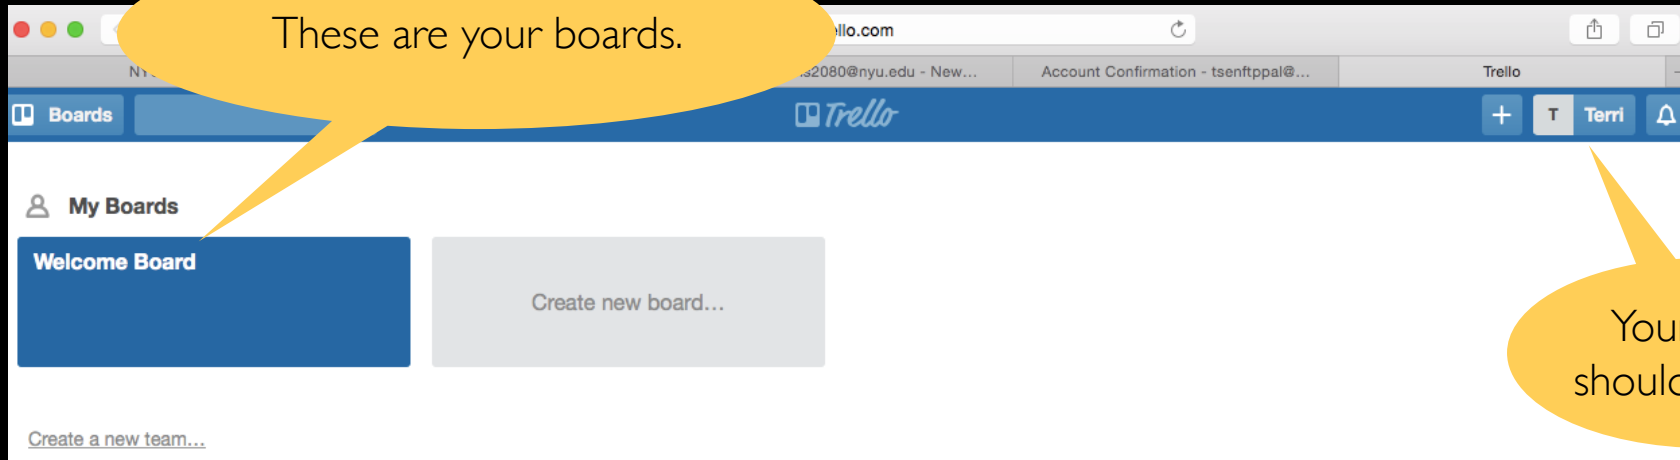 These are your boards.
llo.com
NY
s2080@nyu.edu - New...
Account Confirmation - tsenftppal@...
Trello
Boards
Trello
T Terri
My Boards
Welcome Board
Create new board...
You
should
Create a new team...